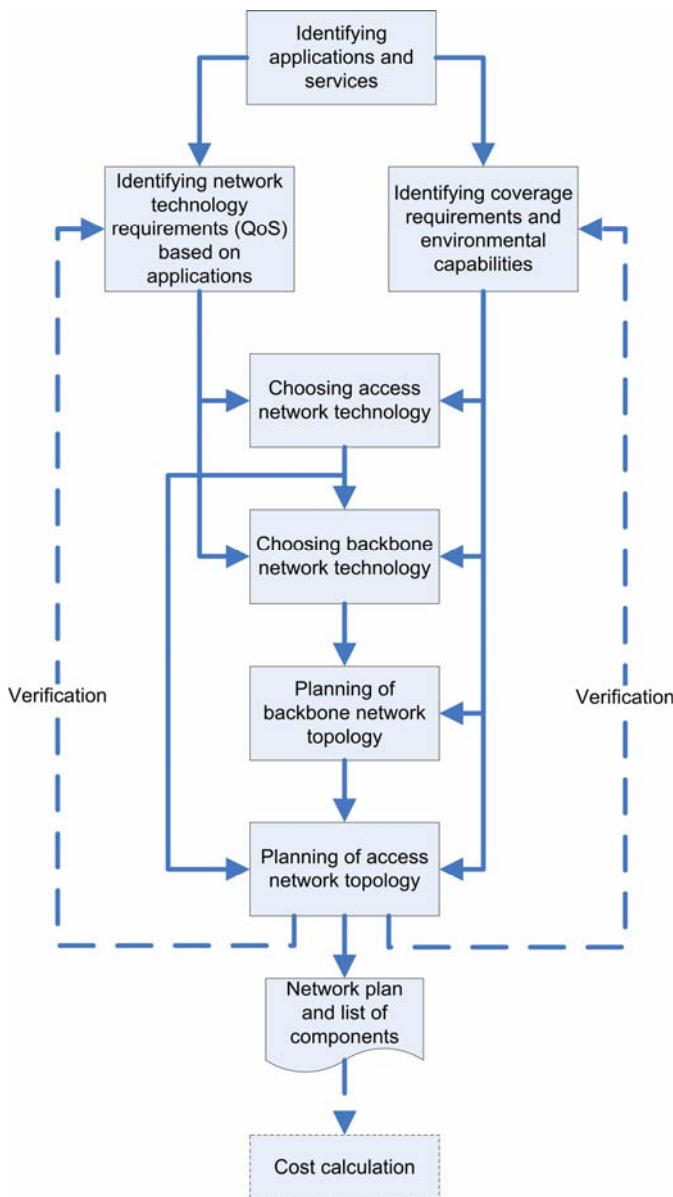 Identifying
applications and
services
Identifying network
technology
requirements (QoS)
based on
applications
Identifying coverage
requirements and
environmental
capabilities
Choosing access
network technology
Choosing backbone
network technology
Verification
Planning of
backbone network
topology
Verification
Planning of access
network topology
Network plan
and list of
components
Cost calculation